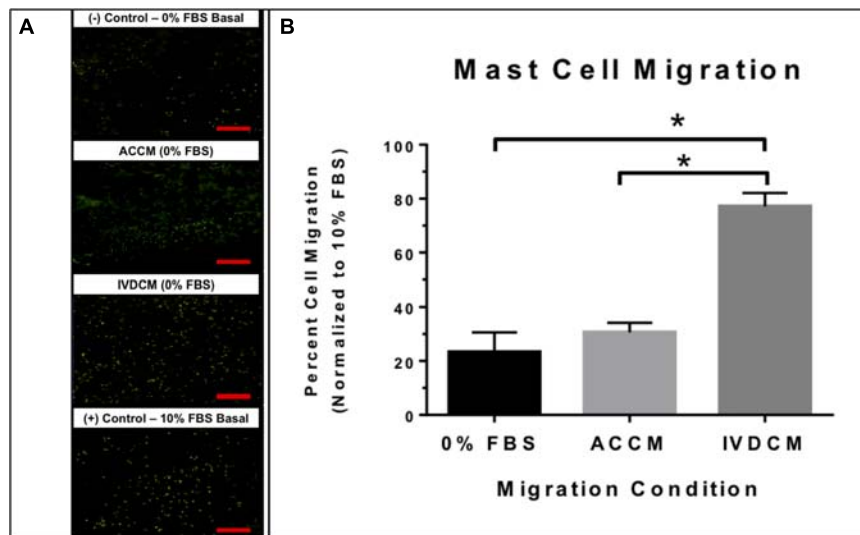 A
(-) Control – 0% FBS Basal
ACCM (0% FBS)
IVDCM (0% FBS)
(+) Control – 10% FBS Basal
B
Mast Cell Migration
Percent Cell Migration
(Normalized to 10% FBS)
100
80
60
40
20
0
*
*
0% FBS
ACCM
IVDCM
Migration Condition